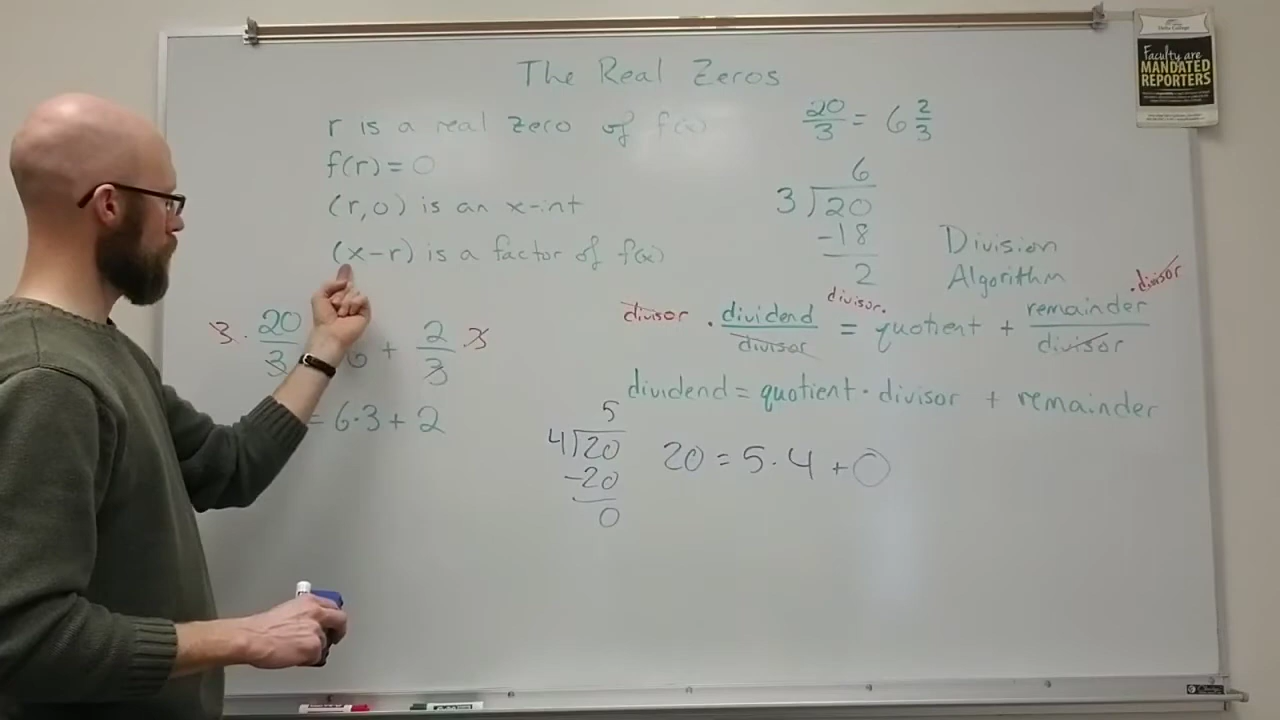 The Real Zeros
r is a real zero of f(x)
f(r) = 0
(r,0) is an x-int
(x-r) is a factor of f(x)
20/3 = 6 2/3
6
3)20
-18
2
Division
Algorithm
Faculty are
MANDATED
REPORTERS
3 · 20/3 6 + 2/3 · 3
= 6·3 + 2
divisor · dividend/divisor = divisor · quotient + remainder/divisor · divisor
dividend = quotient · divisor + remainder
5
4)20
-20
0
20 = 5·4 + 0